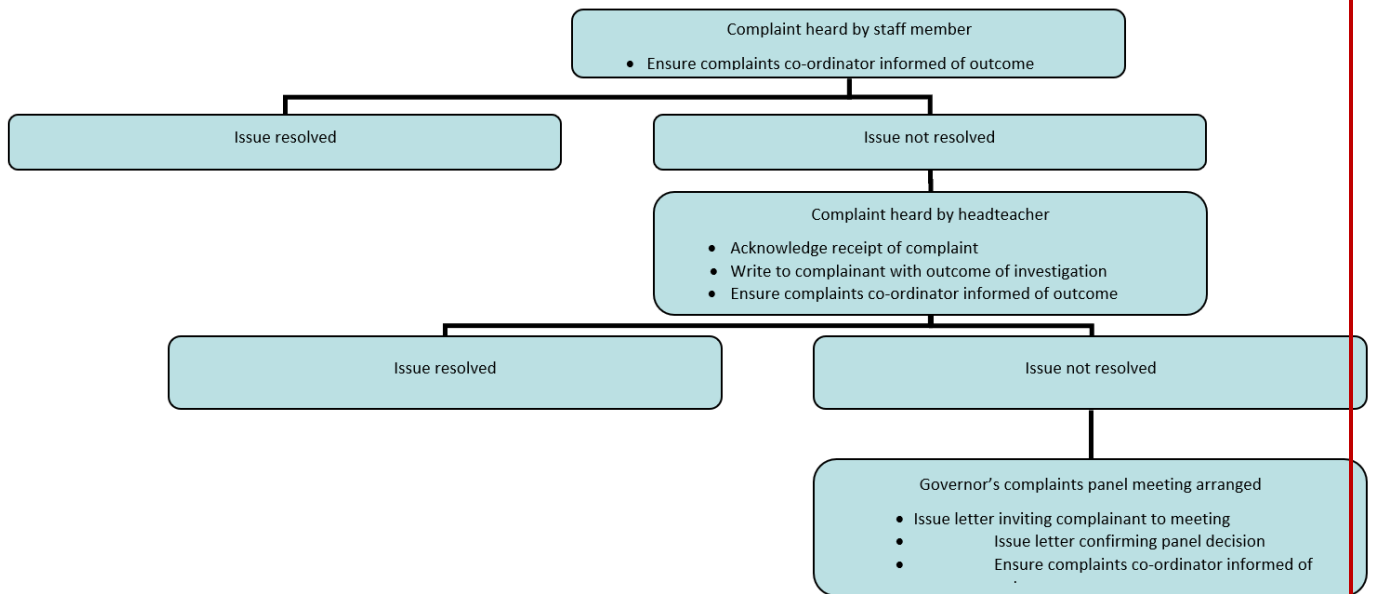 Complaint heard by staff member
• Ensure complaints co-ordinator informed of outcome
Issue resolved
Issue not resolved
Complaint heard by headteacher
• Acknowledge receipt of complaint
• Write to complainant with outcome of investigation
• Ensure complaints co-ordinator informed of outcome
Issue resolved
Issue not resolved
Governor’s complaints panel meeting arranged
• Issue letter inviting complainant to meeting
• Issue letter confirming panel decision
• Ensure complaints co-ordinator informed of